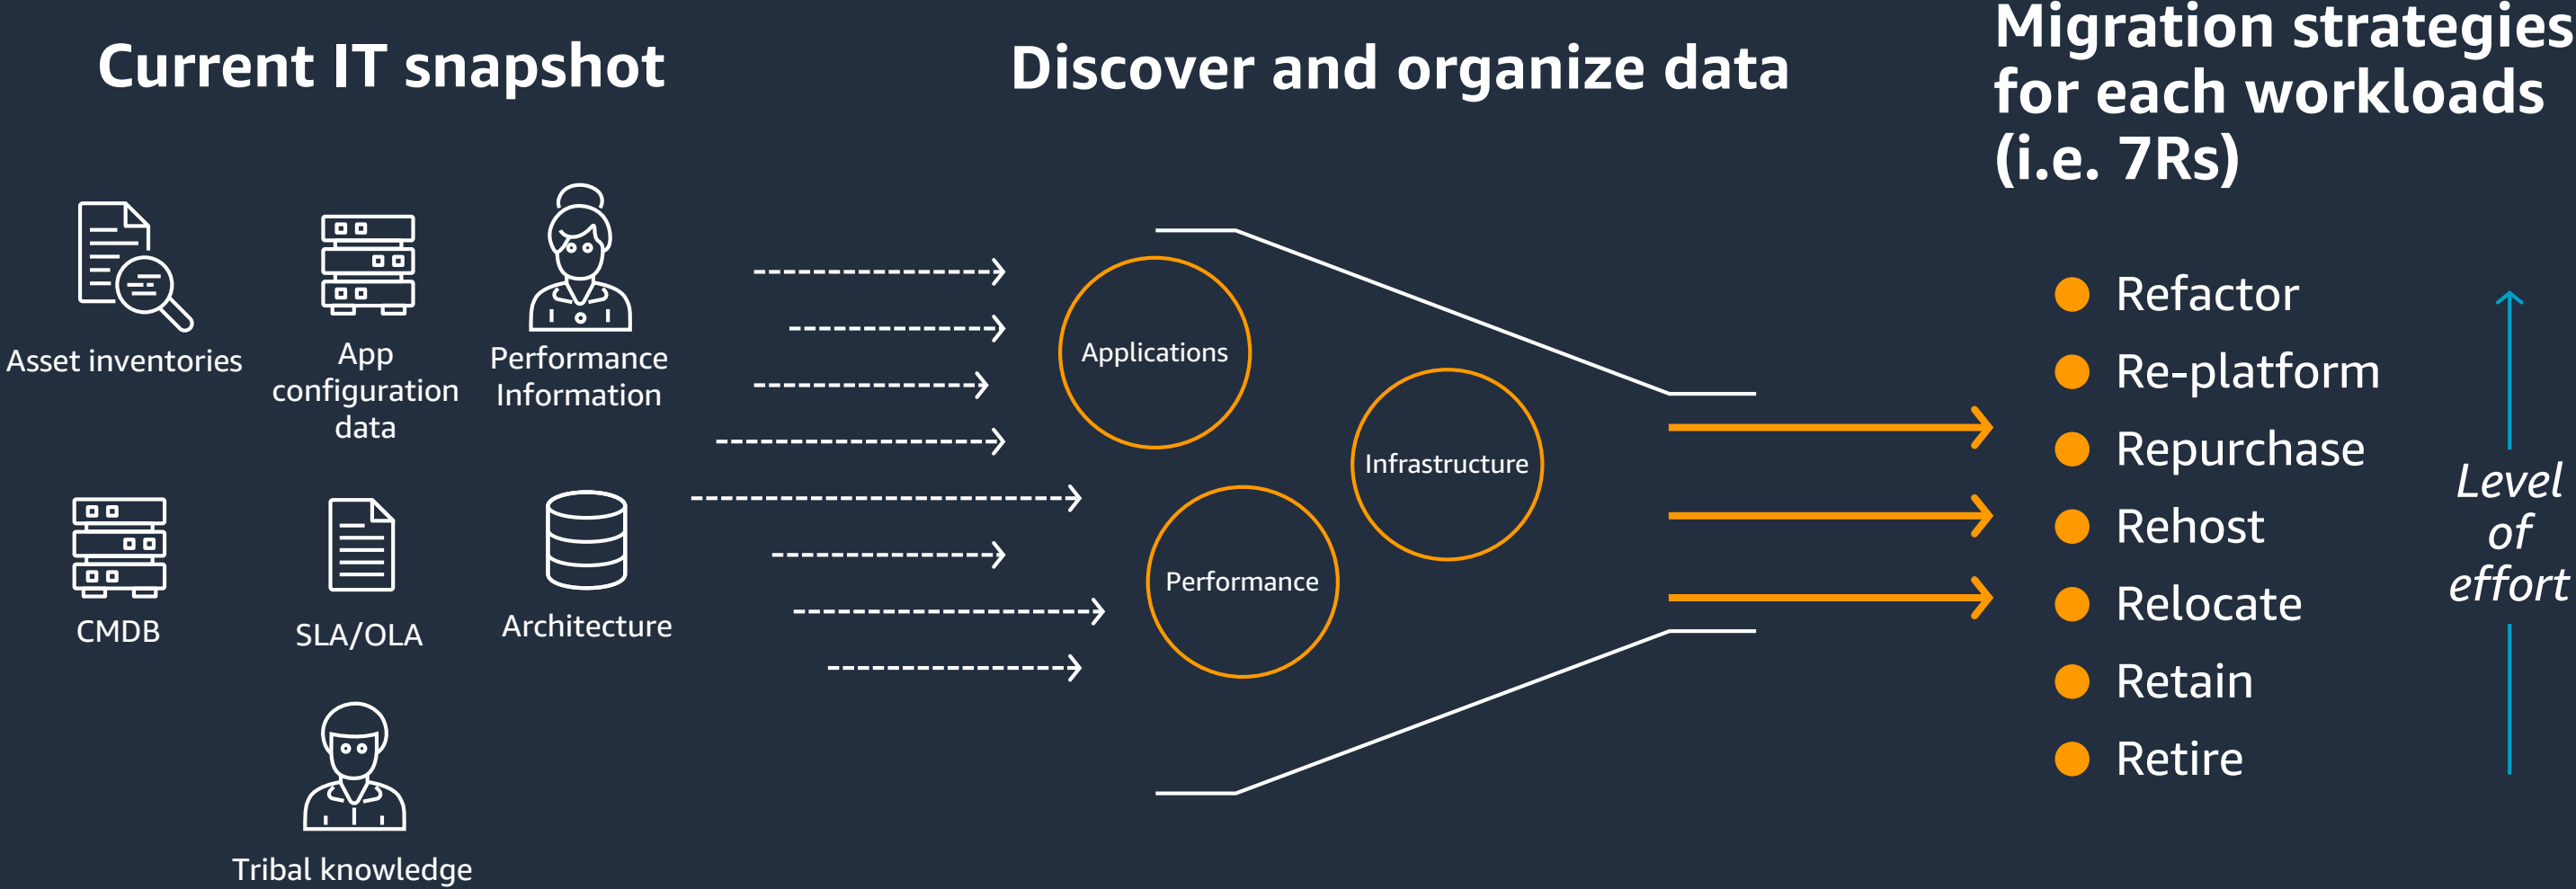 Current IT snapshot
Asset inventories
App
configuration
data
Performance
Information
CMDB
SLA/OLA
Architecture
Tribal knowledge
Discover and organize data
Applications
Infrastructure
Performance
Migration strategies
for each workloads
(i.e. 7Rs)
Refactor
Re-platform
Repurchase
Rehost
Relocate
Retain
Retire
Level
of
effort